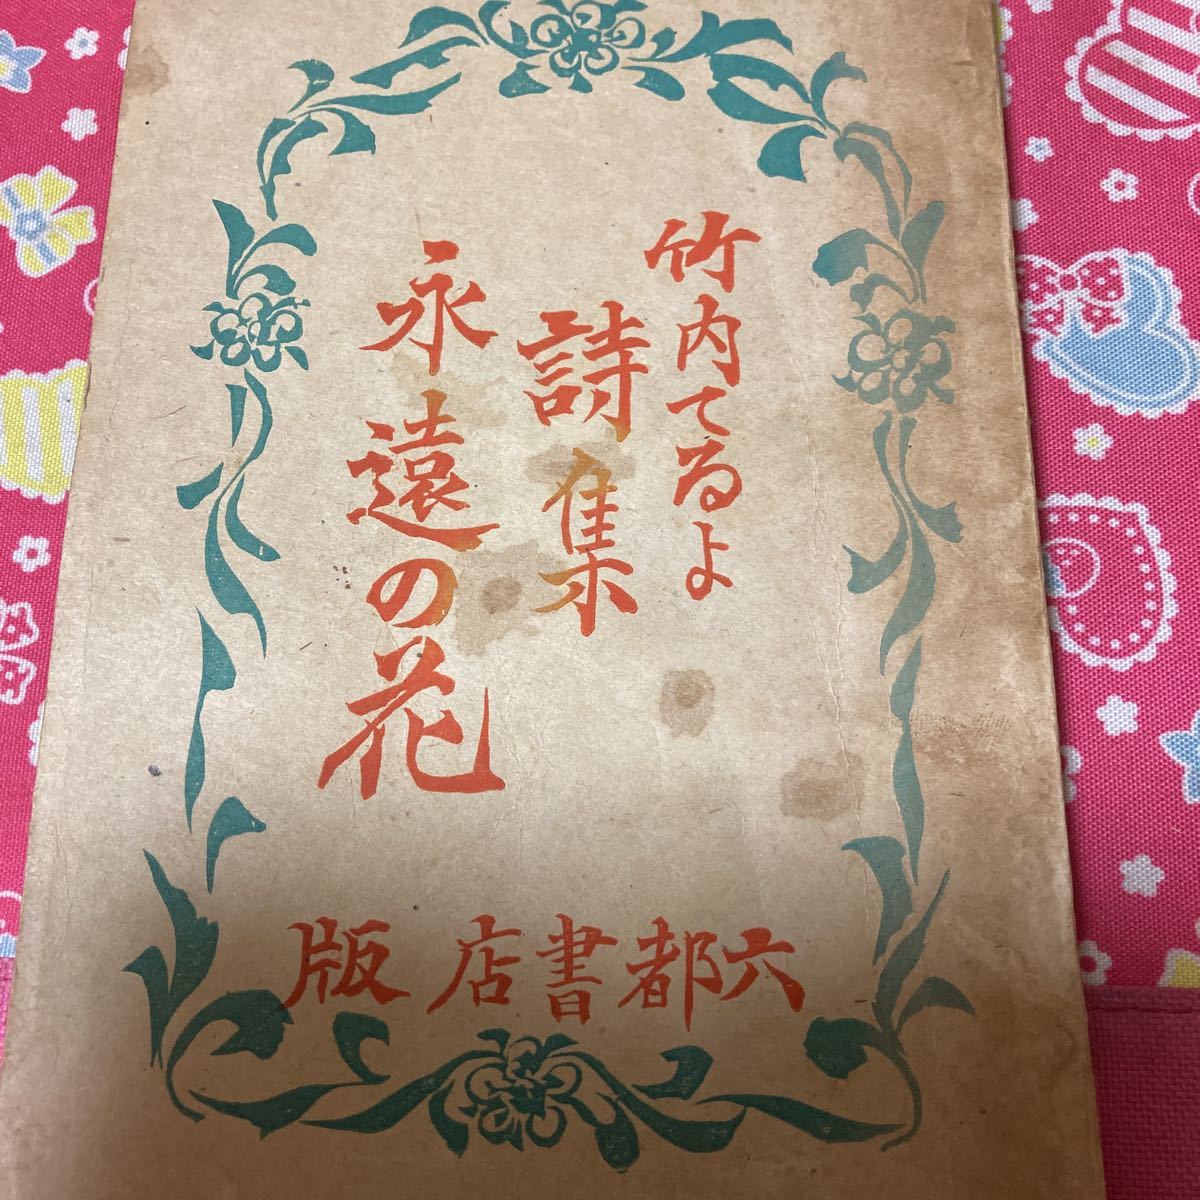 竹内てるよ
詩集
永遠の花
六都書店版